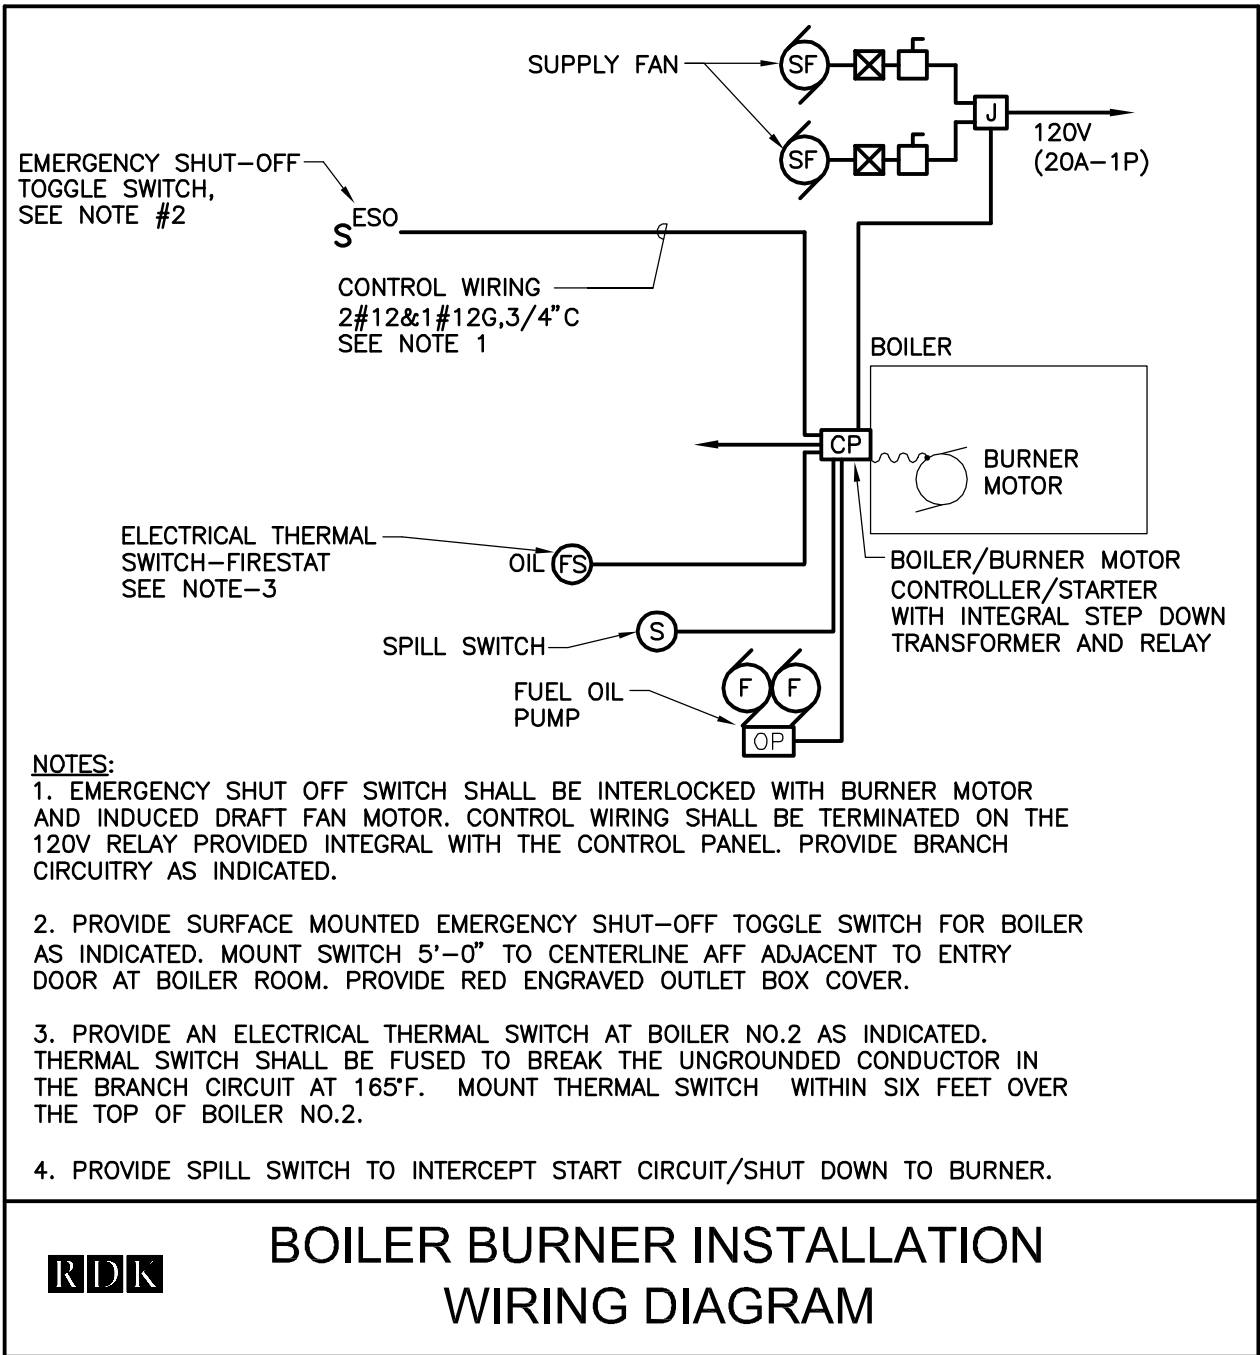 SUPPLY FAN
SF
SF
J
120V
(20A-1P)
EMERGENCY SHUT-OFF
TOGGLE SWITCH,
SEE NOTE #2
S ESO
CONTROL WIRING
2#12&1#12G,3/4"C
SEE NOTE 1
BOILER
CP
BURNER
MOTOR
ELECTRICAL THERMAL
SWITCH-FIRESTAT
SEE NOTE-3
OIL FS
BOILER/BURNER MOTOR
CONTROLLER/STARTER
WITH INTEGRAL STEP DOWN
TRANSFORMER AND RELAY
SPILL SWITCH
S
FUEL OIL
PUMP
F F
OP
NOTES:
1. EMERGENCY SHUT OFF SWITCH SHALL BE INTERLOCKED WITH BURNER MOTOR
AND INDUCED DRAFT FAN MOTOR. CONTROL WIRING SHALL BE TERMINATED ON THE
120V RELAY PROVIDED INTEGRAL WITH THE CONTROL PANEL. PROVIDE BRANCH
CIRCUITRY AS INDICATED.
2. PROVIDE SURFACE MOUNTED EMERGENCY SHUT-OFF TOGGLE SWITCH FOR BOILER
AS INDICATED. MOUNT SWITCH 5'-0" TO CENTERLINE AFF ADJACENT TO ENTRY
DOOR AT BOILER ROOM. PROVIDE RED ENGRAVED OUTLET BOX COVER.
3. PROVIDE AN ELECTRICAL THERMAL SWITCH AT BOILER NO.2 AS INDICATED.
THERMAL SWITCH SHALL BE FUSED TO BREAK THE UNGROUNDED CONDUCTOR IN
THE BRANCH CIRCUIT AT 165°F. MOUNT THERMAL SWITCH WITHIN SIX FEET OVER
THE TOP OF BOILER NO.2.
4. PROVIDE SPILL SWITCH TO INTERCEPT START CIRCUIT/SHUT DOWN TO BURNER.
RDK
BOILER BURNER INSTALLATION
WIRING DIAGRAM